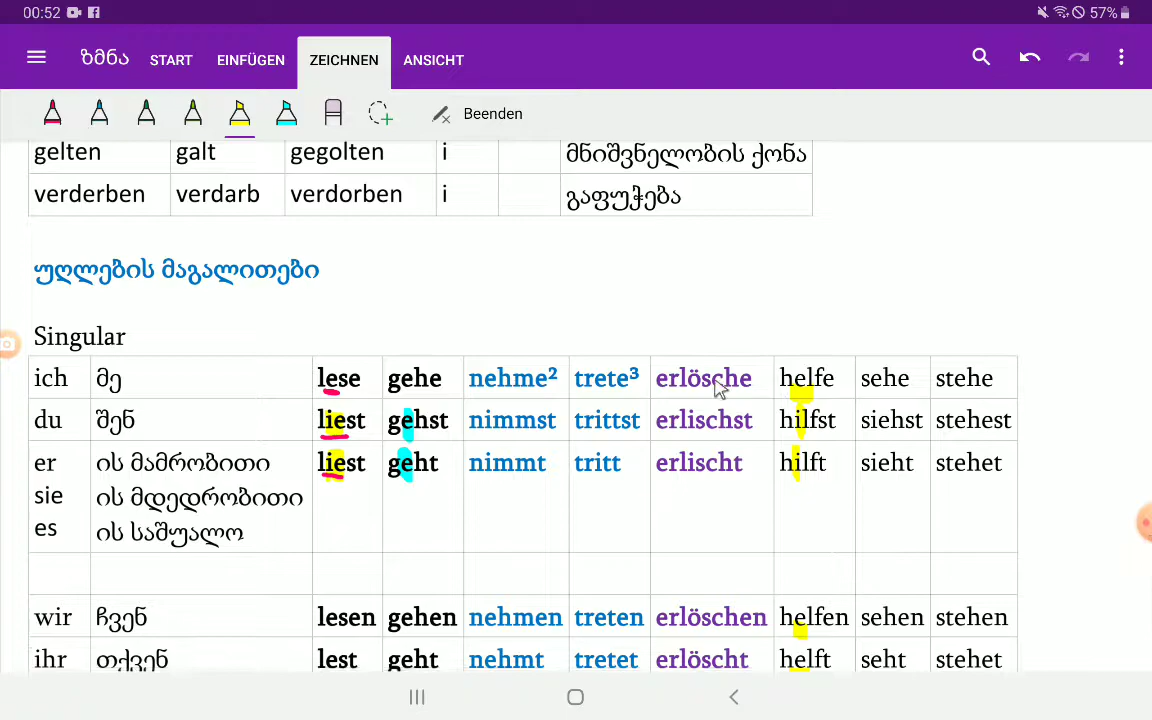 00:52 57%
ზმნა START EINFÜGEN ZEICHNEN ANSICHT
Beenden
gelten galt gegolten i მნიშვნელობის ქონა
verderben verdarb verdorben i გაფუჭება
უღლების მაგალითები
Singular
ich მე lese gehe nehme² trete³ erlösche helfe sehe stehe
du შენ liest gehst nimmst trittst erlischst hilfst siehst stehest
er ის მამრობითი liest geht nimmt tritt erlischt hilft sieht stehet
sie ის მდედრობითი
es ის საშუალო
wir ჩვენ lesen gehen nehmen treten erlöschen helfen sehen stehen
ihr თქვენ lest geht nehmt tretet erlöscht helft seht stehet